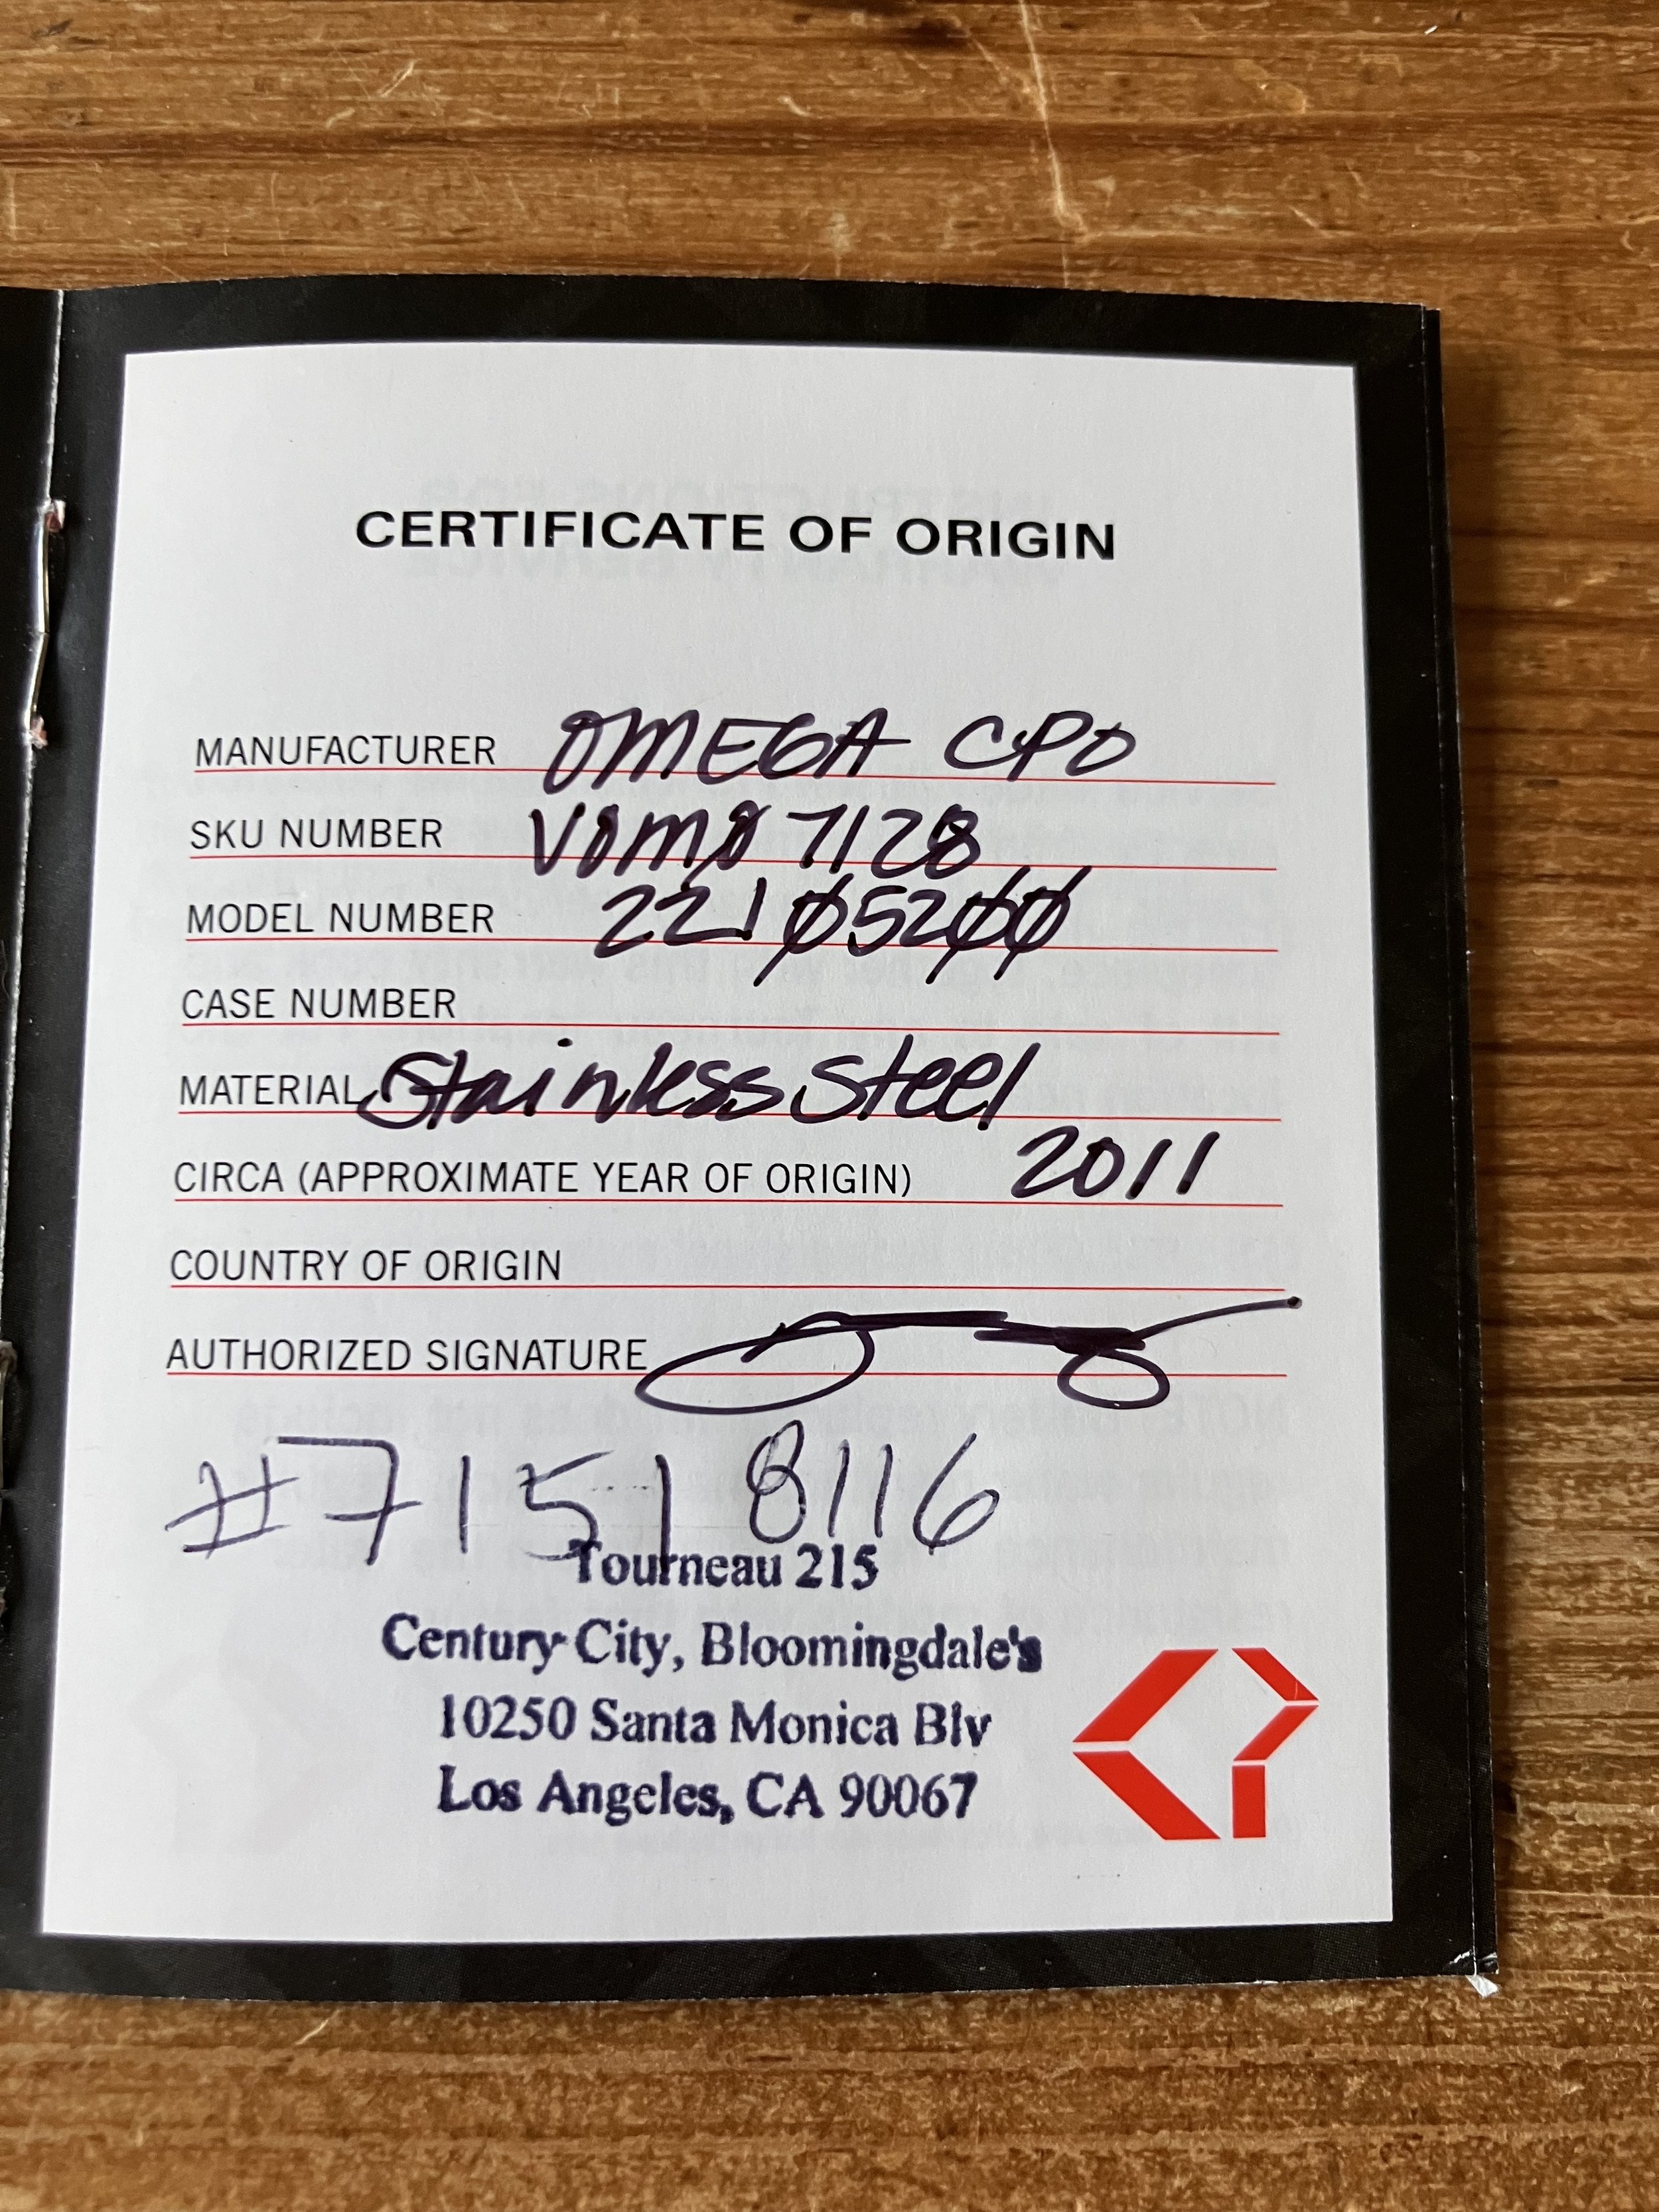 CERTIFICATE OF ORIGIN
MANUFACTURER OMEGA CPO
SKU NUMBER VOM07128
MODEL NUMBER 22105200
CASE NUMBER
MATERIAL Stainless Steel
CIRCA (APPROXIMATE YEAR OF ORIGIN) 2011
COUNTRY OF ORIGIN
AUTHORIZED SIGNATURE
#71518116
Tourneau 215
Century City, Bloomingdale's
10250 Santa Monica Blv
Los Angeles, CA 90067